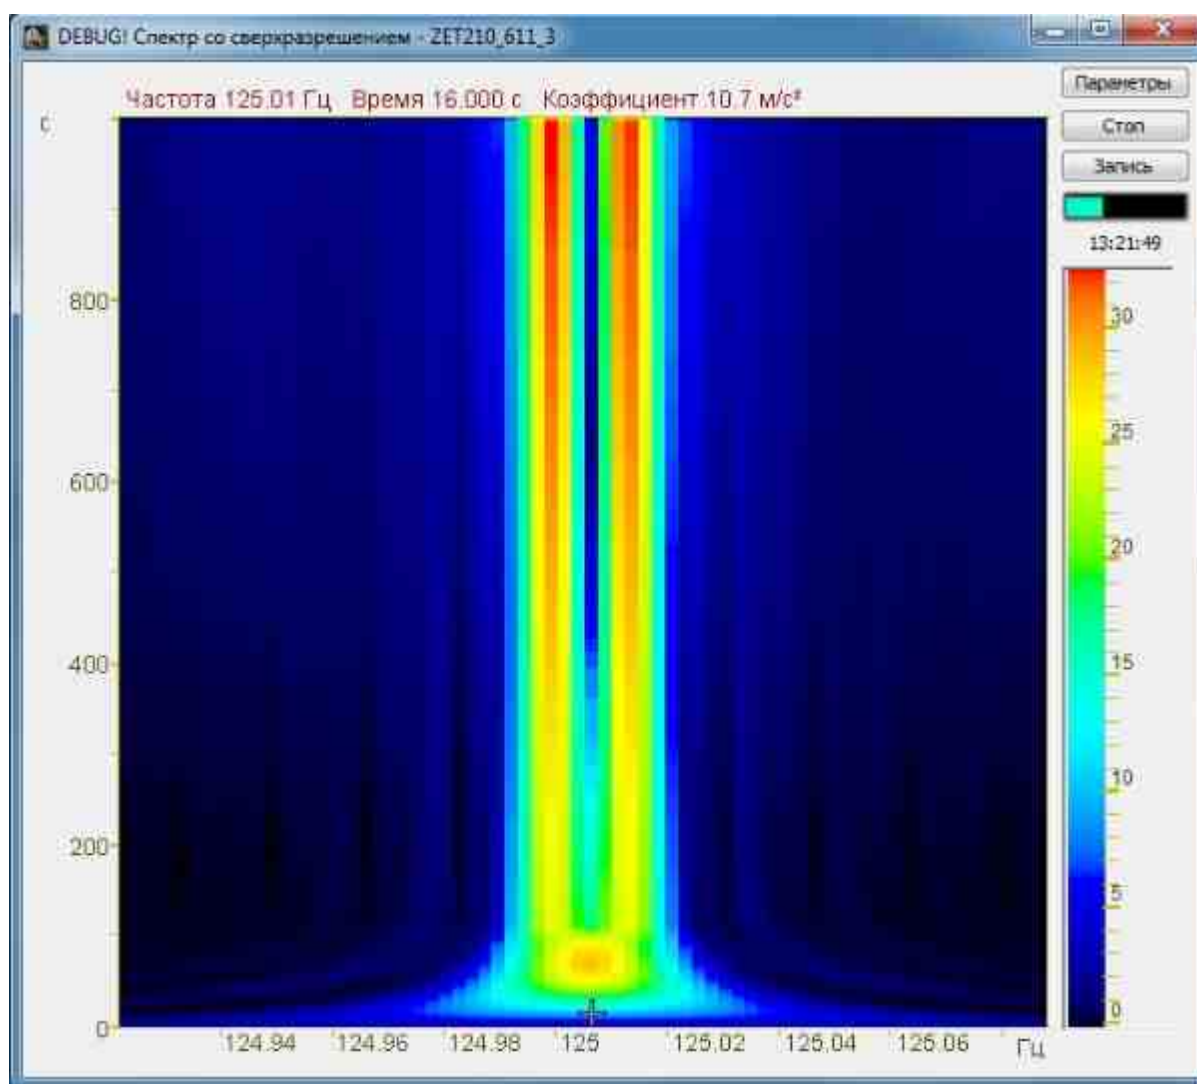 DEBUG! Спектр со сверхразрешением - ZET210_611_3
Частота 125.01 Гц Время 16.000 с Коэффициент 10.7 м/с²
Параметры
Стоп
Запись
13:21:49
с
800
600
400
200
0
124.94 124.96 124.98 125 125.02 125.04 125.06 Гц
30
25
20
15
10
5
0